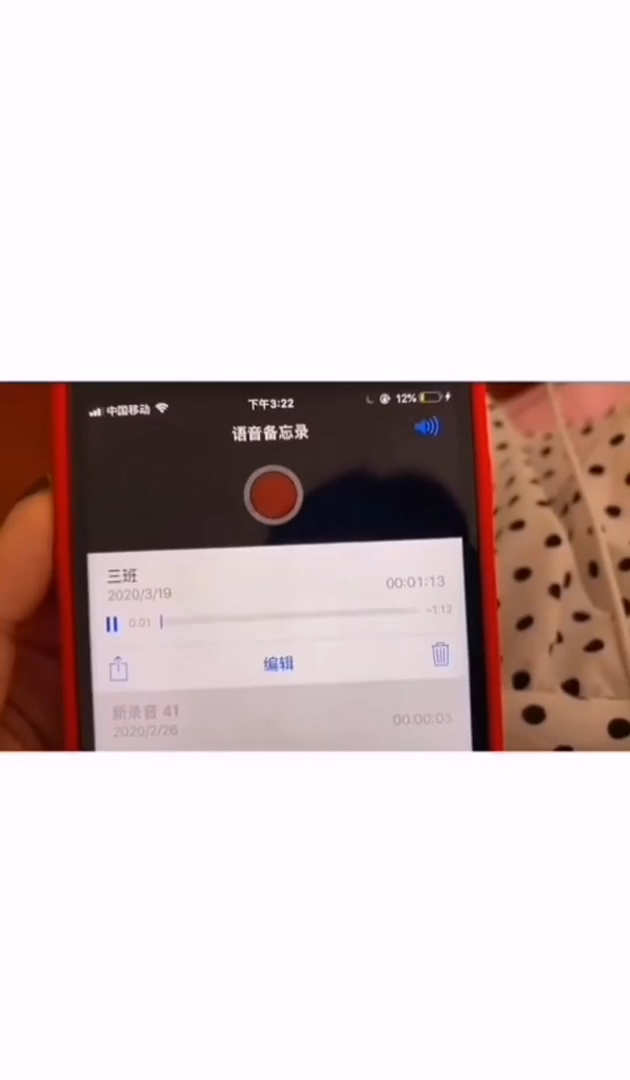 中国移动 下午3:22 12%
语音备忘录
三班
2020/3/19 00:01:13
0:01 -1:12
编辑
新录音 41
2020/2/26 00:00:03